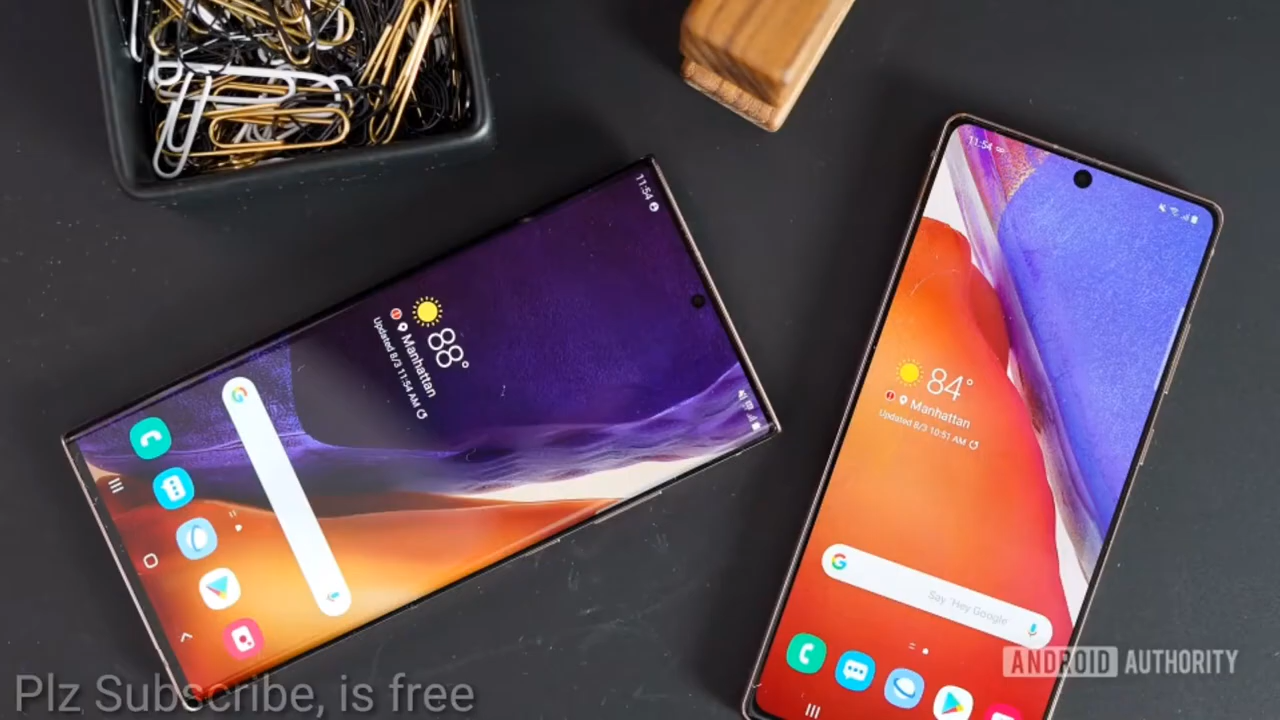 11:54
88°
Manhattan
Updated 8/3 11:54 AM
11:54
84°
Manhattan
Updated 8/3 10:51 AM
Say "Hey Google"
ANDROID AUTHORITY
Plz Subscribe, is free